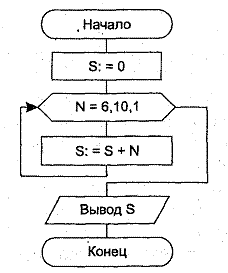 Начало
S: = 0
N = 6,10,1
S: = S + N
Вывод S
Конец